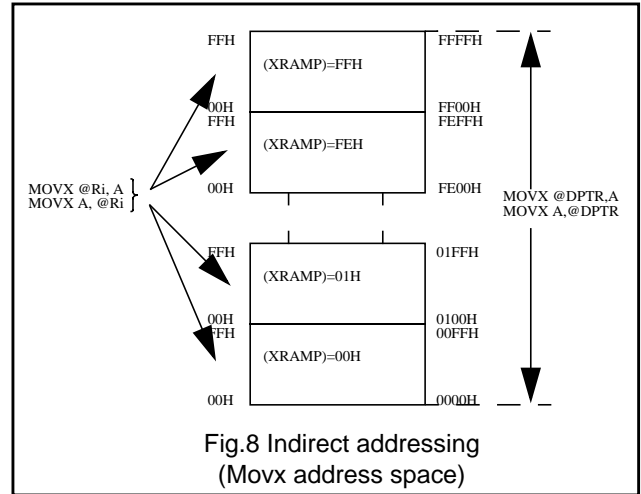 FFH FFFFH
(XRAMP)=FFH
00H FF00H
FFH FEFFH
(XRAMP)=FEH
00H FE00H
MOVX @Ri, A
MOVX A, @Ri
MOVX @DPTR,A
MOVX A,@DPTR
FFH 01FFH
(XRAMP)=01H
00H 0100H
FFH 00FFH
(XRAMP)=00H
00H 0000H
Fig.8 Indirect addressing
(Movx address space)